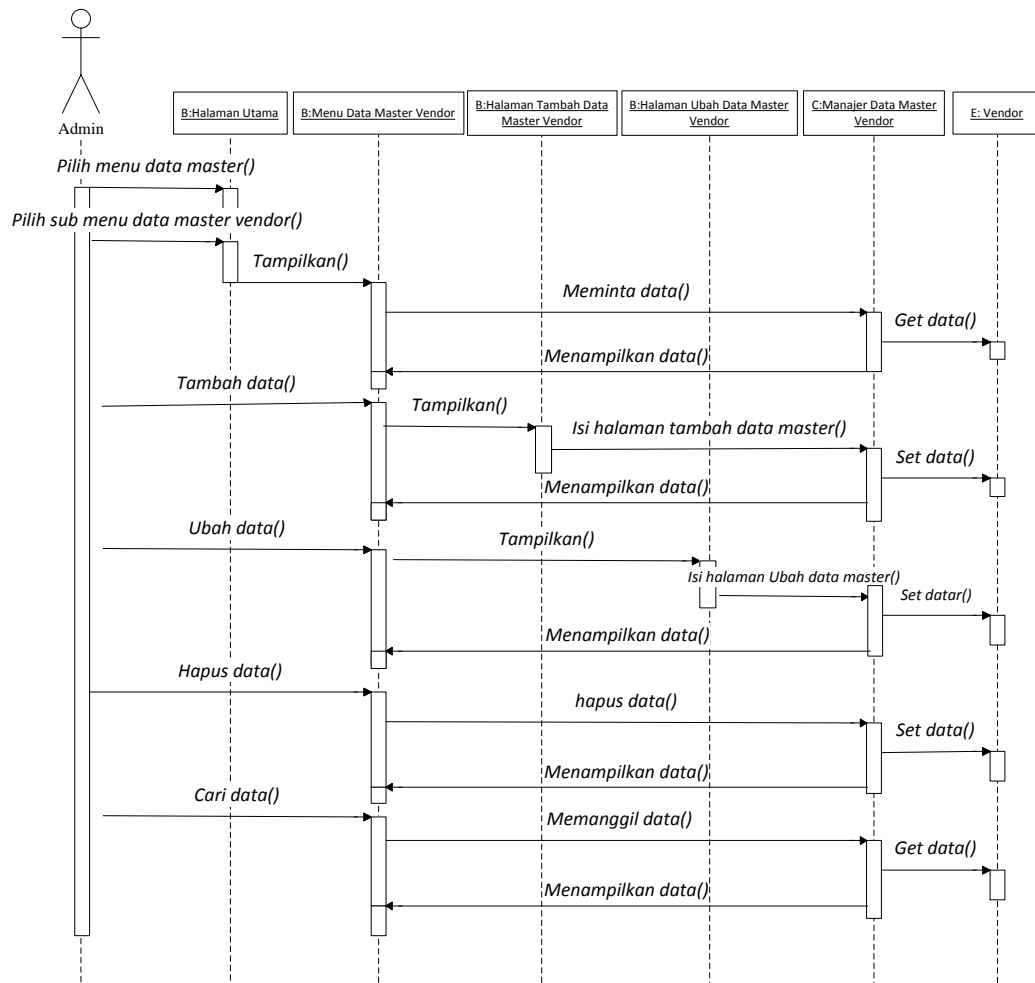 Admin
B:Halaman Utama
B:Menu Data Master Vendor
B:Halaman Tambah Data
Master Vendor
B:Halaman Ubah Data Master
Vendor
C:Manajer Data Master
Vendor
E: Vendor
Pilih menu data master()
Pilih sub menu data master vendor()
Tampilkan()
Meminta data()
Get data()
Menampilkan data()
Tambah data()
Tampilkan()
Isi halaman tambah data master()
Set data()
Menampilkan data()
Ubah data()
Tampilkan()
Isi halaman Ubah data master()
Set datar()
Menampilkan data()
Hapus data()
hapus data()
Set data()
Menampilkan data()
Cari data()
Memanggil data()
Get data()
Menampilkan data()